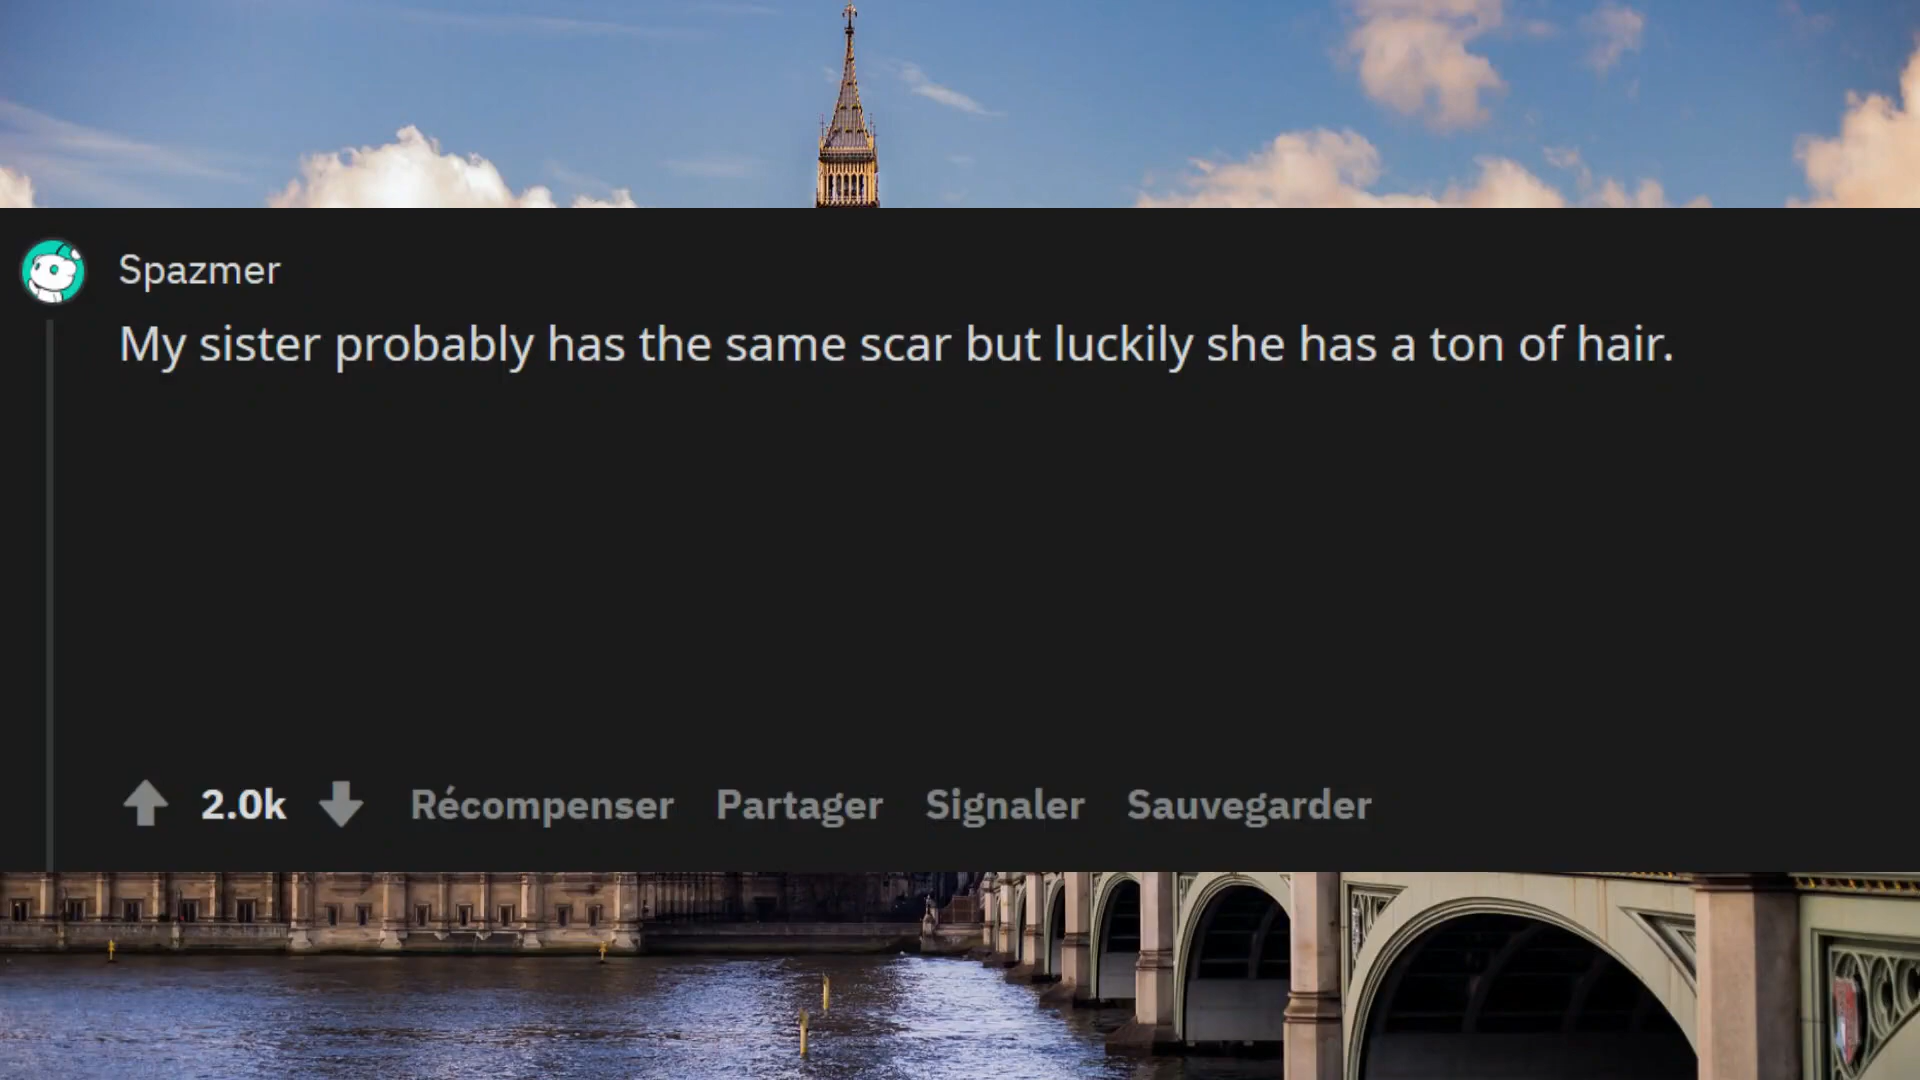 Spazmer
My sister probably has the same scar but luckily she has a ton of hair.
2.0k Récompenser Partager Signaler Sauvegarder